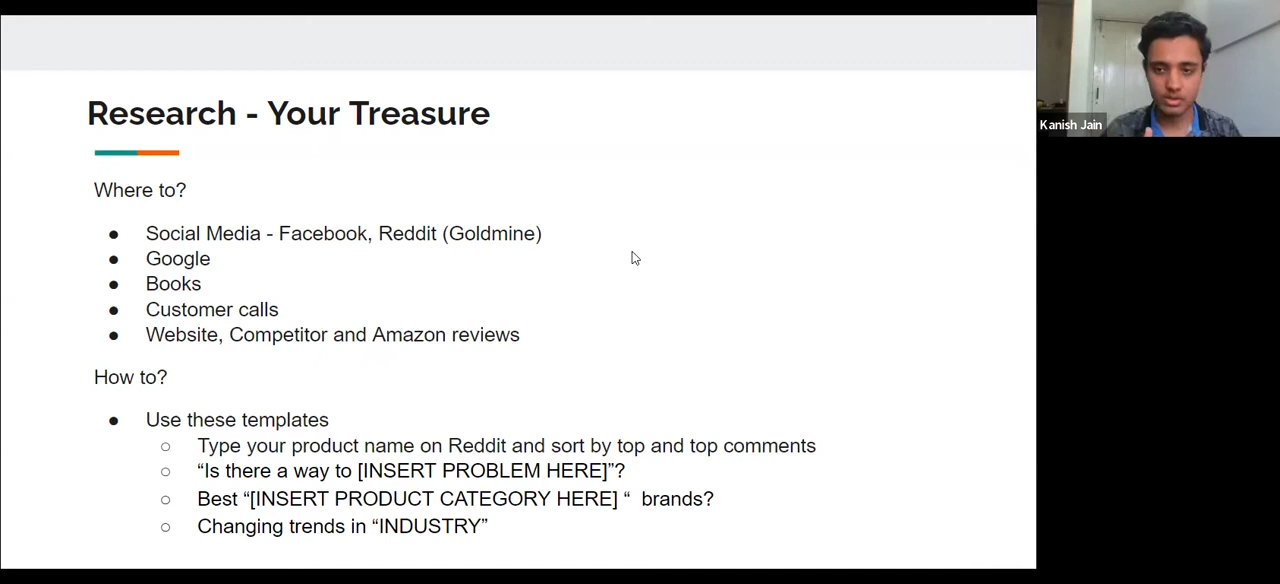 Research - Your Treasure
Kanish Jain
Where to?
● Social Media - Facebook, Reddit (Goldmine)
● Google
● Books
● Customer calls
● Website, Competitor and Amazon reviews
How to?
● Use these templates
○ Type your product name on Reddit and sort by top and top comments
○ “Is there a way to [INSERT PROBLEM HERE]”?
○ Best “[INSERT PRODUCT CATEGORY HERE] “ brands?
○ Changing trends in “INDUSTRY”